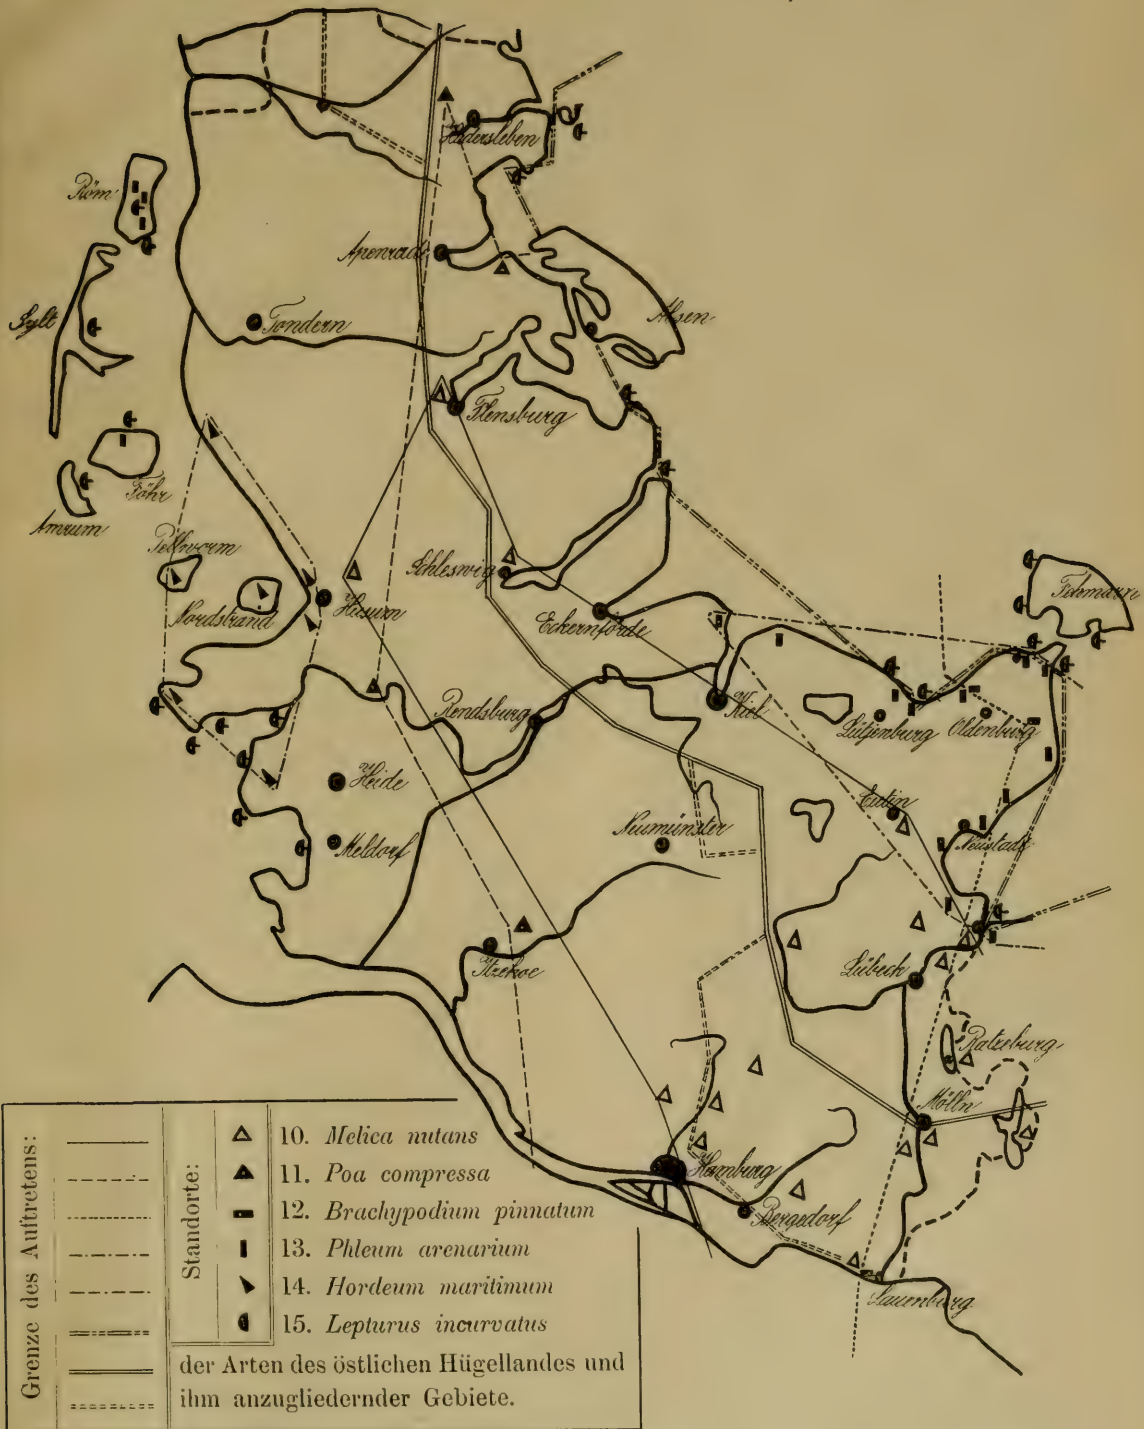 Hadersleben
Röm
Apenrade
Sylt
Tondern
Alsen
Flensburg
Föhr
Amrum
Pellworm
Schleswig
Fehmarn
Nordstrand
Husum
Eckernförde
Rendsburg
Kiel
Lütjenburg
Oldenburg
Heide
Eutin
Neumünster
Neustadt
Meldorf
Itzehoe
Lübeck
Ratzeburg
Mölln
Hamburg
Bergedorf
Lauenburg
Grenze des Auftretens:
Standorte:
10. Melica nutans
11. Poa compressa
12. Brachypodium pinnatum
13. Phleum arenarium
14. Hordeum maritimum
15. Lepturus incurvatus
der Arten des östlichen Hügellandes und
ihm anzugliedernder Gebiete.